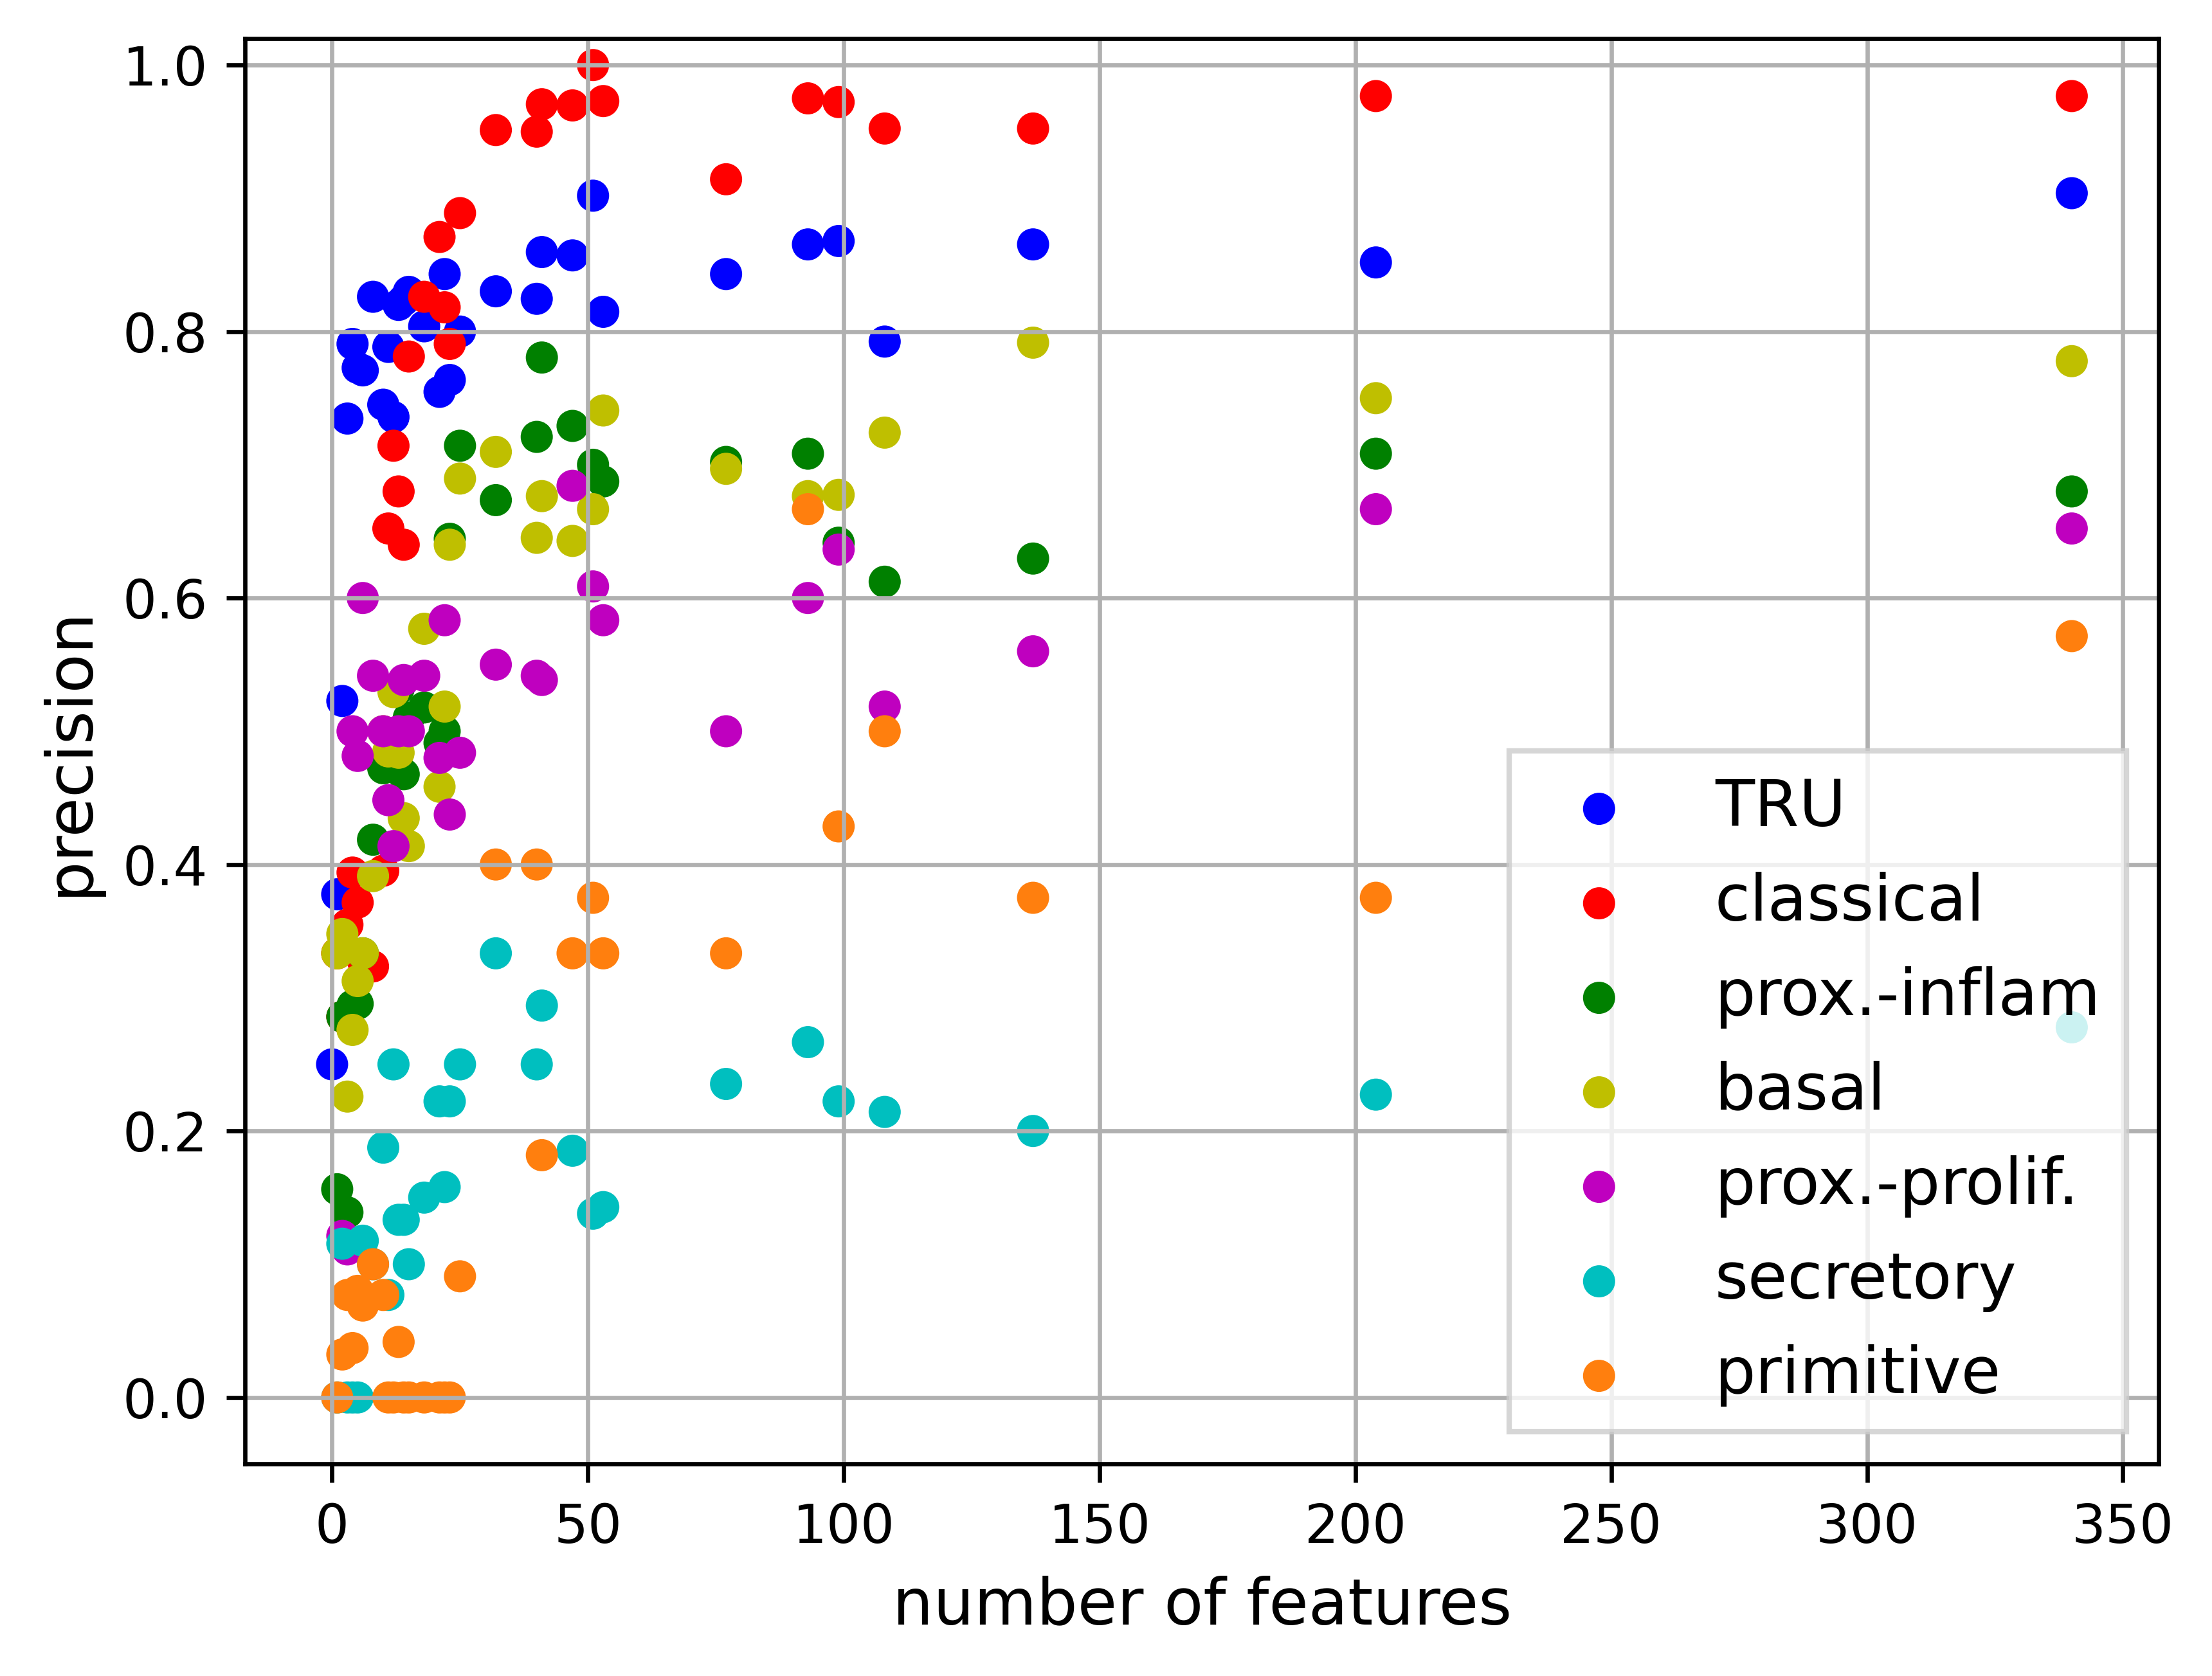 1.0
0.8
0.6
0.4
0.2
0.0
precision
0 50 100 150 200 250 300 350
number of features
TRU
classical
prox.-inflam
basal
prox.-prolif.
secretory
primitive